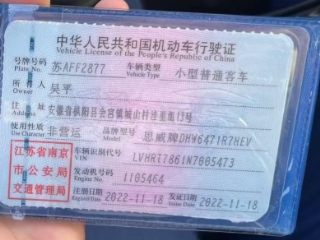 中华人民共和国机动车行驶证
Vehicle License of the People's Republic of China
号牌号码 苏AFF2877 车辆类型 小型普通客车
Plate No. Vehicle Type
所有人 吴平
Owner
住址 安徽省枞阳县会宫镇城山村
Address
使用性质 非营运 品牌型号 思威牌DHW6471R7HEV
Use Character Model
江苏省南京
市公安局
交通管理局
车辆识别代号 LVHRT7861N7005473
VIN
发动机号码 1105464
Engine No.
注册日期 2022-11-18 发证日期 2022-11-18
Register Date Issue Date